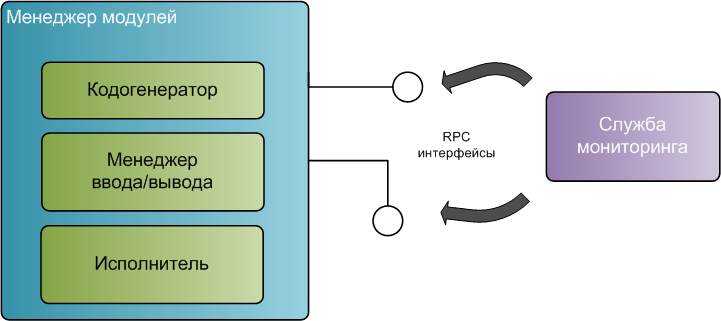 Менеджер модулей
Кодогенератор
Менеджер
ввода/вывода
Исполнитель
RPC
интерфейсы
Служба
мониторинга